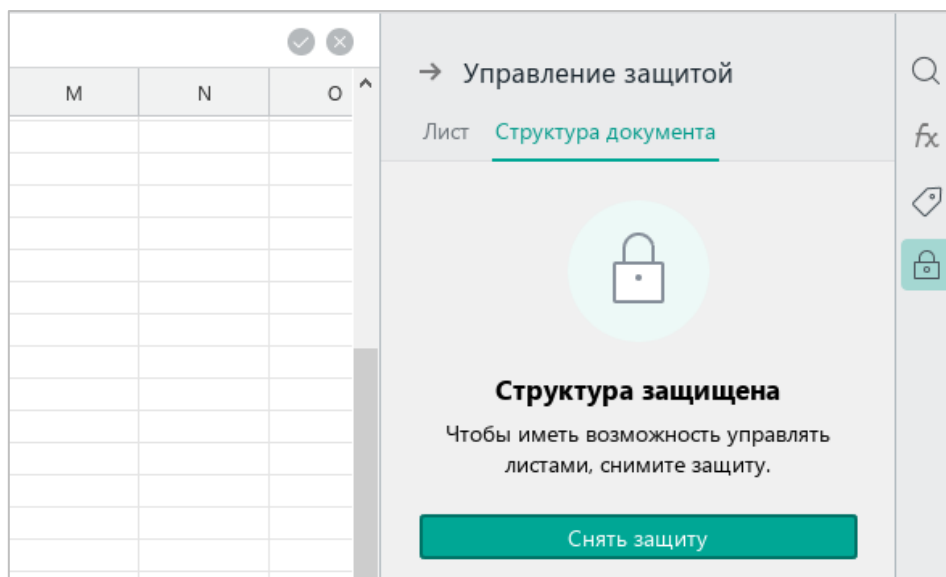 M N O
→ Управление защитой
Лист Структура документа
fx
Структура защищена
Чтобы иметь возможность управлять
листами, снимите защиту.
Снять защиту